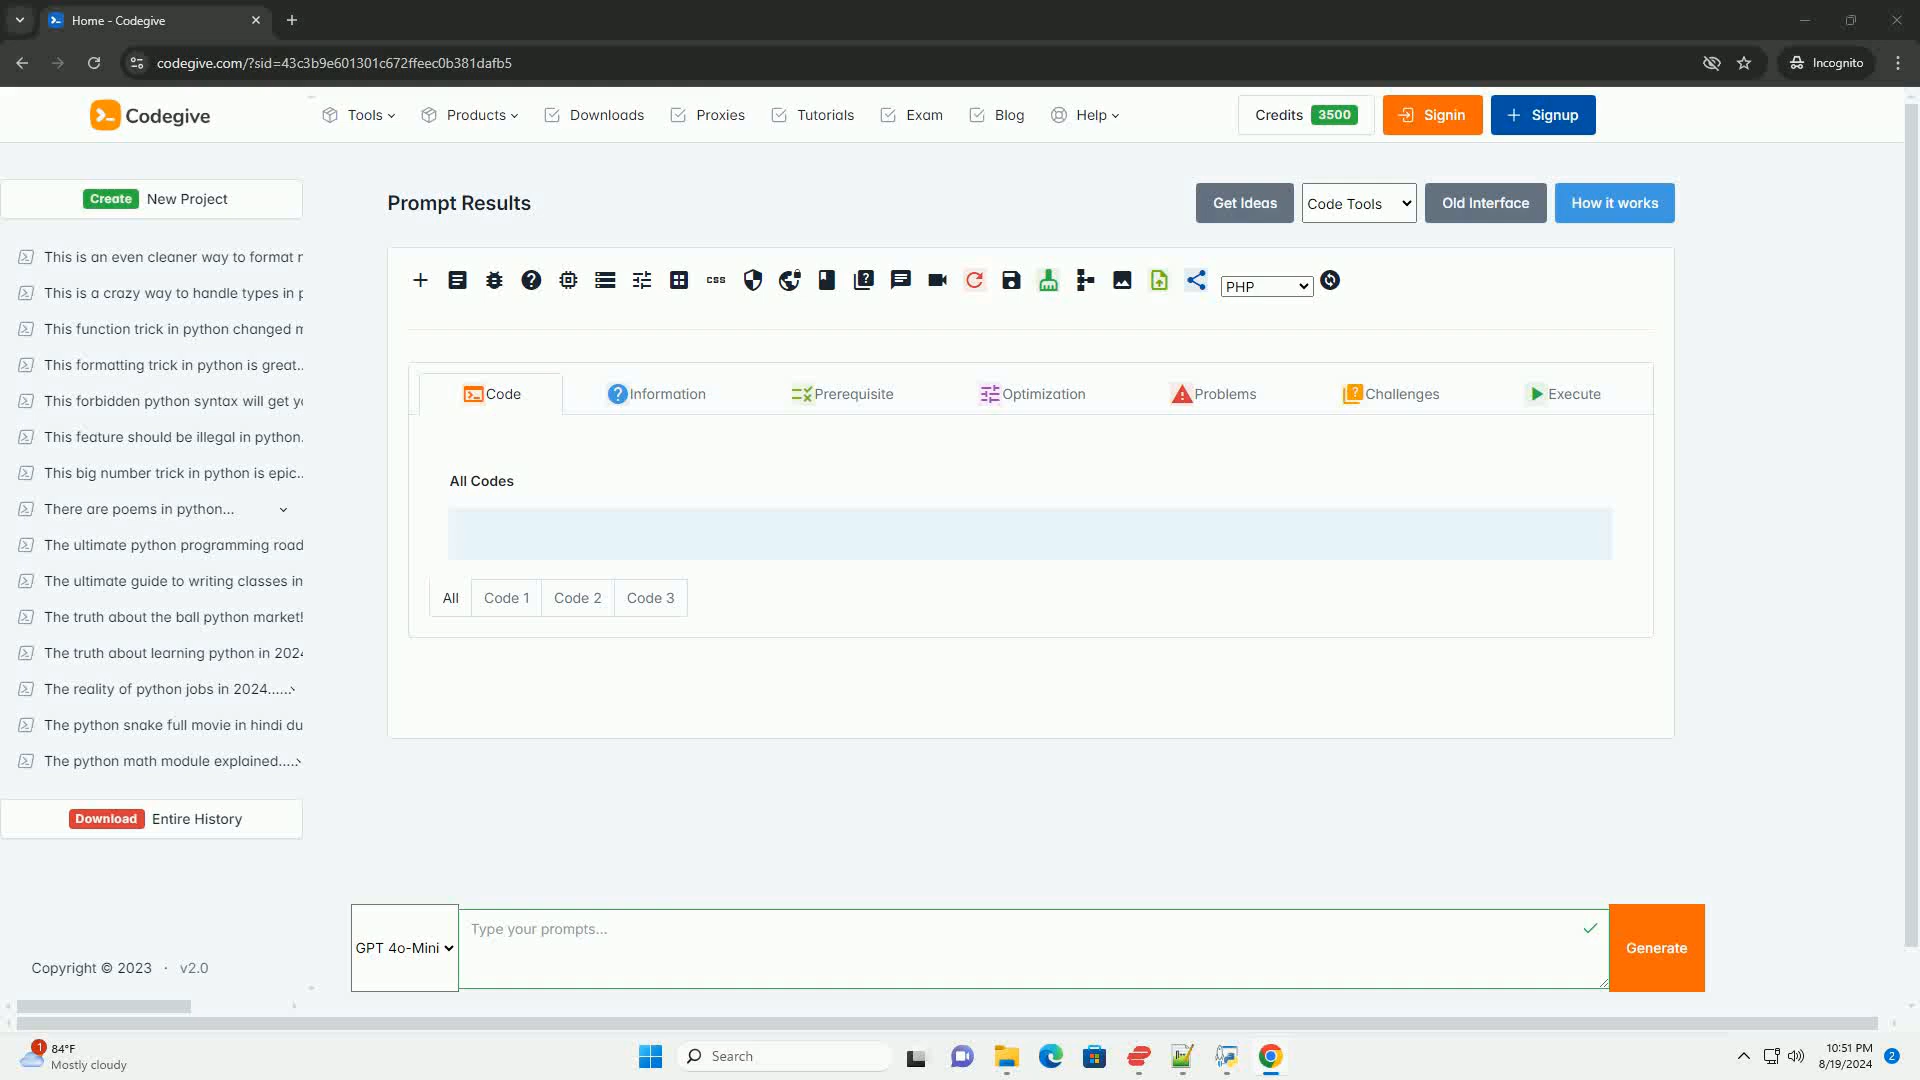 Home - Codegive
codegive.com/?sid=43c3b9e601301c672ffeec0b381dafb5
Incognito
Codegive
Tools
Products
Downloads
Proxies
Tutorials
Exam
Blog
Help
Credits 3500
Signin
Signup
Create New Project
This is an even cleaner way to format r
This is a crazy way to handle types in p
This function trick in python changed m
This formatting trick in python is great..
This forbidden python syntax will get yo
This feature should be illegal in python.
This big number trick in python is epic..
There are poems in python...
The ultimate python programming road
The ultimate guide to writing classes in
The truth about the ball python market!
The truth about learning python in 2024
The reality of python jobs in 2024......
The python snake full movie in hindi du
The python math module explained.....
Download Entire History
Copyright © 2023 · v2.0
Prompt Results
Get Ideas
Code Tools
Old Interface
How it works
css
PHP
Code
Information
Prerequisite
Optimization
Problems
Challenges
Execute
All Codes
All
Code 1
Code 2
Code 3
GPT 4o-Mini
Type your prompts...
Generate
1
84°F
Mostly cloudy
Search
10:51 PM
8/19/2024
2